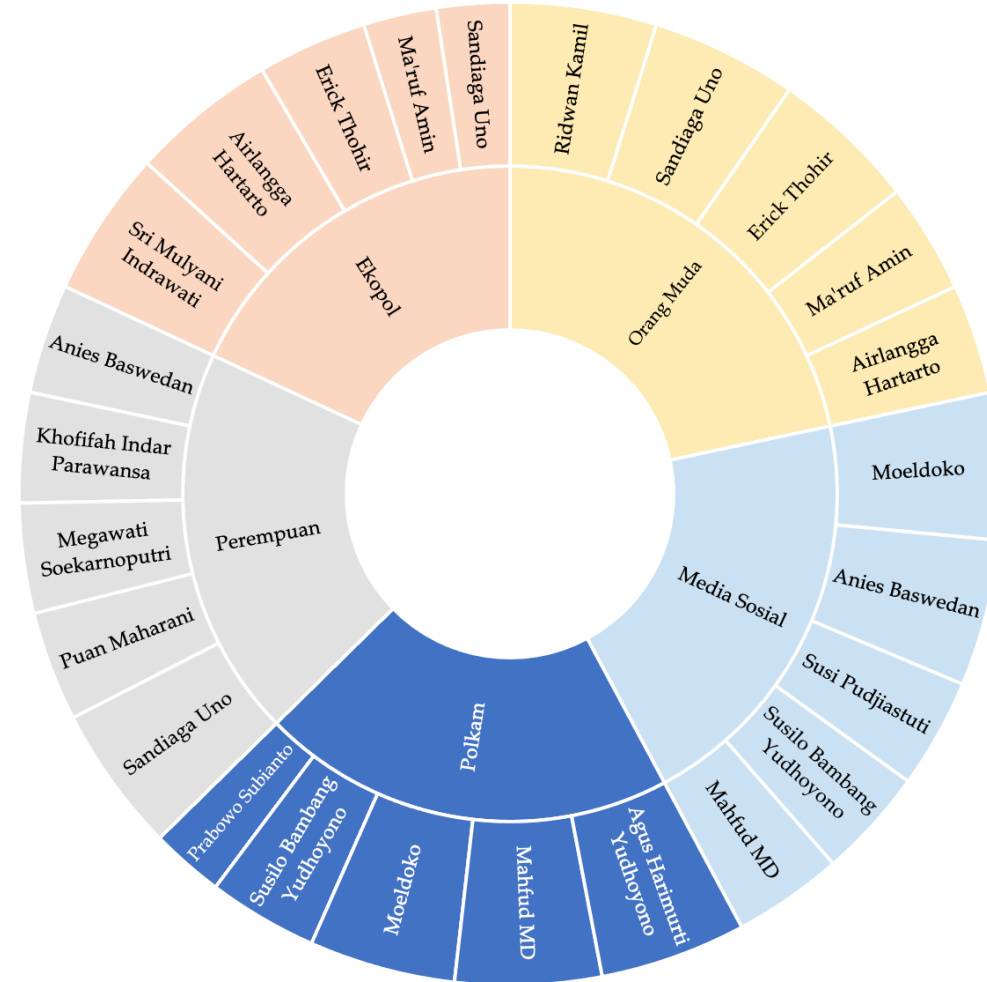 Orang Muda
Ridwan Kamil
Sandiaga Uno
Erick Thohir
Ma'ruf Amin
Airlangga
Hartarto
Media Sosial
Moeldoko
Anies Baswedan
Susi Pudjiastuti
Susilo Bambang
Yudhoyono
Mahfud MD
Polkam
Agus Harimurti
Yudhoyono
Mahfud MD
Moeldoko
Susilo Bambang
Yudhoyono
Prabowo Subianto
Perempuan
Sandiaga Uno
Puan Maharani
Megawati
Soekarnoputri
Khofifah Indar
Parawansa
Anies Baswedan
Ekopol
Sri Mulyani
Indrawati
Airlangga
Hartarto
Erick Thohir
Ma'ruf Amin
Sandiaga Uno